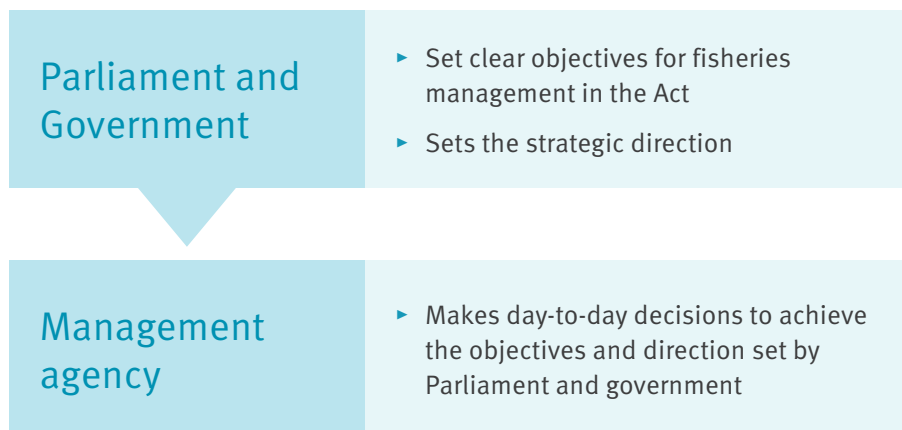 Parliament and
Government
► Set clear objectives for fisheries
management in the Act
► Sets the strategic direction
Management
agency
► Makes day-to-day decisions to achieve
the objectives and direction set by
Parliament and government